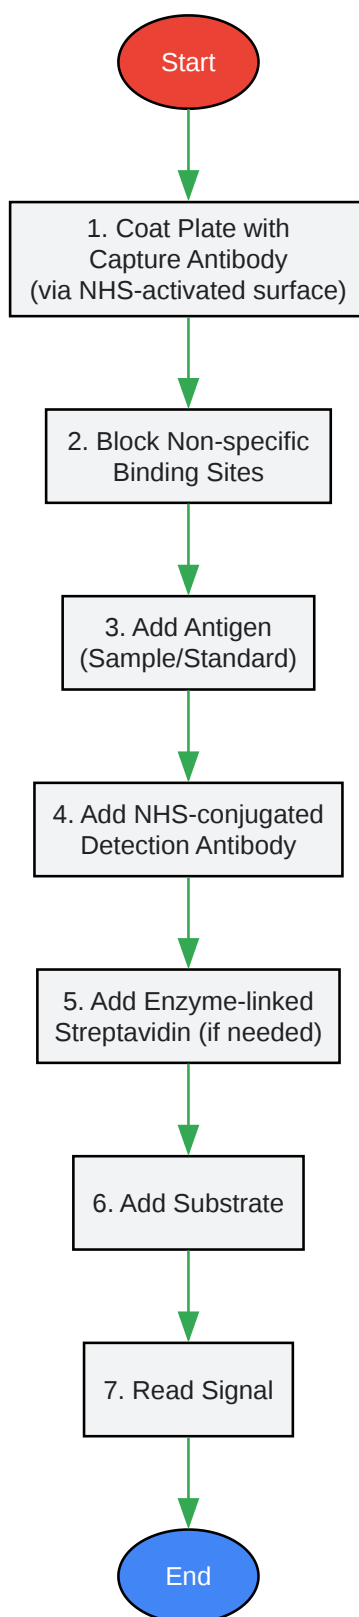 Start
1. Coat Plate with
Capture Antibody
(via NHS-activated surface)
2. Block Non-specific
Binding Sites
3. Add Antigen
(Sample/Standard)
4. Add NHS-conjugated
Detection Antibody
5. Add Enzyme-linked
Streptavidin (if needed)
6. Add Substrate
7. Read Signal
End